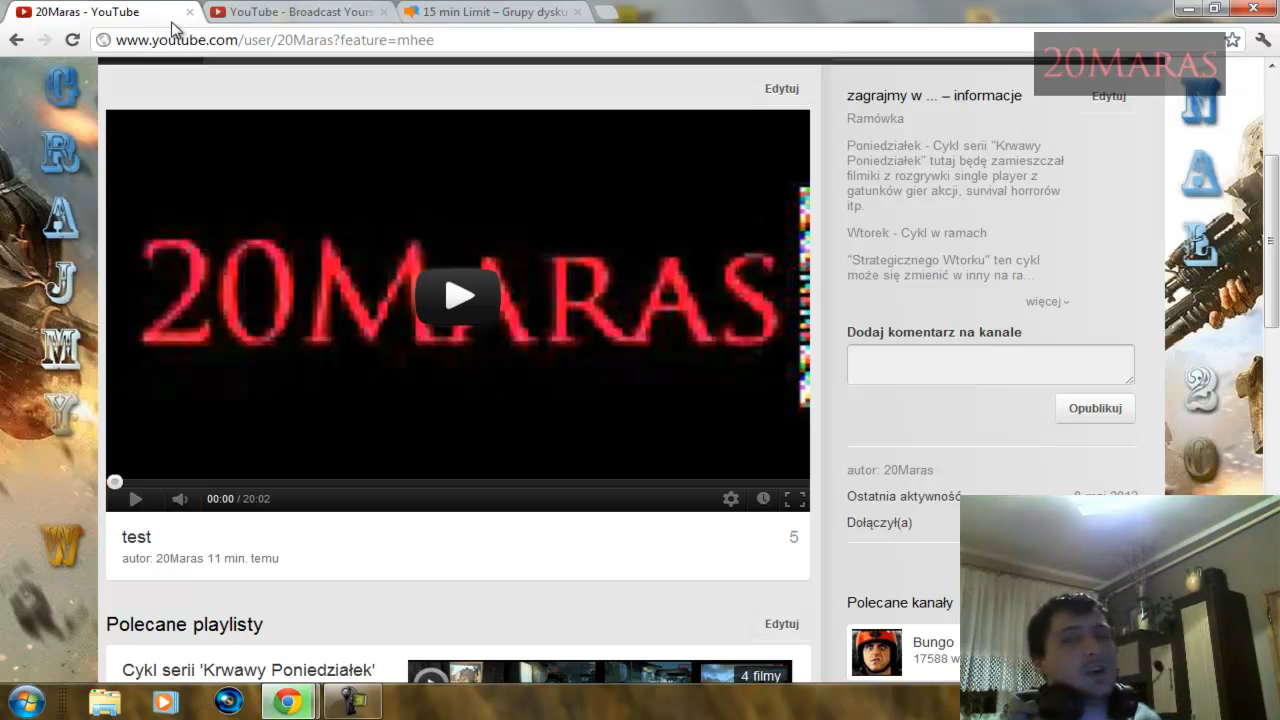 20Maras - YouTube
YouTube - Broadcast Yours
15 min Limit – Grupy dysku
www.youtube.com/user/20Maras?feature=mhee
20MARAS
G
R
A
J
M
Y
W
N
A
L
E
2
0
Edytuj
20MARAS
00:00 / 20:02
test
5
autor: 20Maras 11 min. temu
Polecane playlisty
Edytuj
Cykl serii 'Krwawy Poniedziałek'
4 filmy
zagrajmy w ... – informacje
Edytuj
Ramówka
Poniedziałek - Cykl serii "Krwawy
Poniedziałek" tutaj będę zamieszczał
filmiki z rozgrywki single player z
gatunków gier akcji, survival horrorów
itp.
Wtorek - Cykl w ramach
"Strategicznego Wtorku" ten cykl
może się zmienić w inny na ra...
więcej
Dodaj komentarz na kanale
Opublikuj
autor: 20Maras
Ostatnia aktywność
8 maj 2012
Dołączył(a)
Polecane kanały
Bungo
17588 w